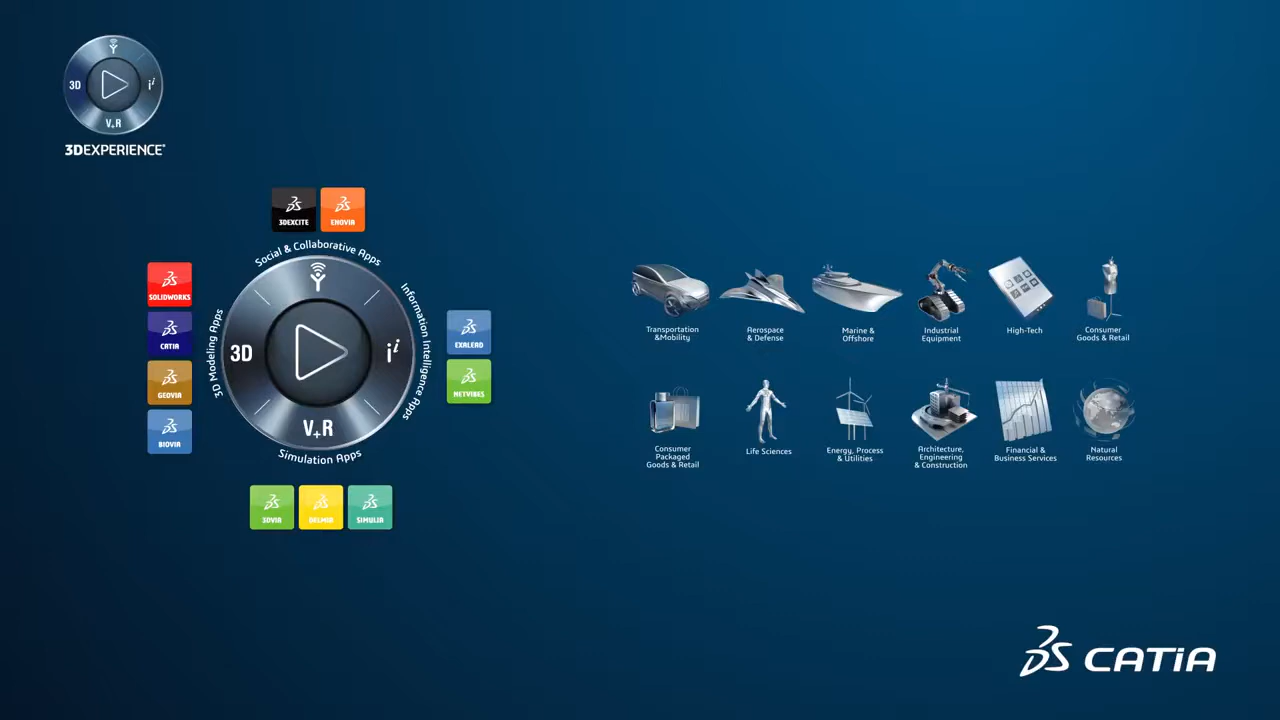 3D
iⁱ
V+R
3DEXPERIENCE®
3DEXCITE
ENOVIA
Social & Collaborative Apps
SOLIDWORKS
CATIA
GEOVIA
BIOVIA
3D Modeling Apps
3D
iⁱ
V+R
Information Intelligence Apps
EXALEAD
NETVIBES
Simulation Apps
3DVIA
DELMIA
SIMULIA
Transportation
&Mobility
Aerospace
& Defense
Marine &
Offshore
Industrial
Equipment
High-Tech
Consumer
Goods & Retail
Consumer
Packaged
Goods & Retail
Life Sciences
Energy, Process
& Utilities
Architecture,
Engineering
& Construction
Financial &
Business Services
Natural
Resources
CATIA